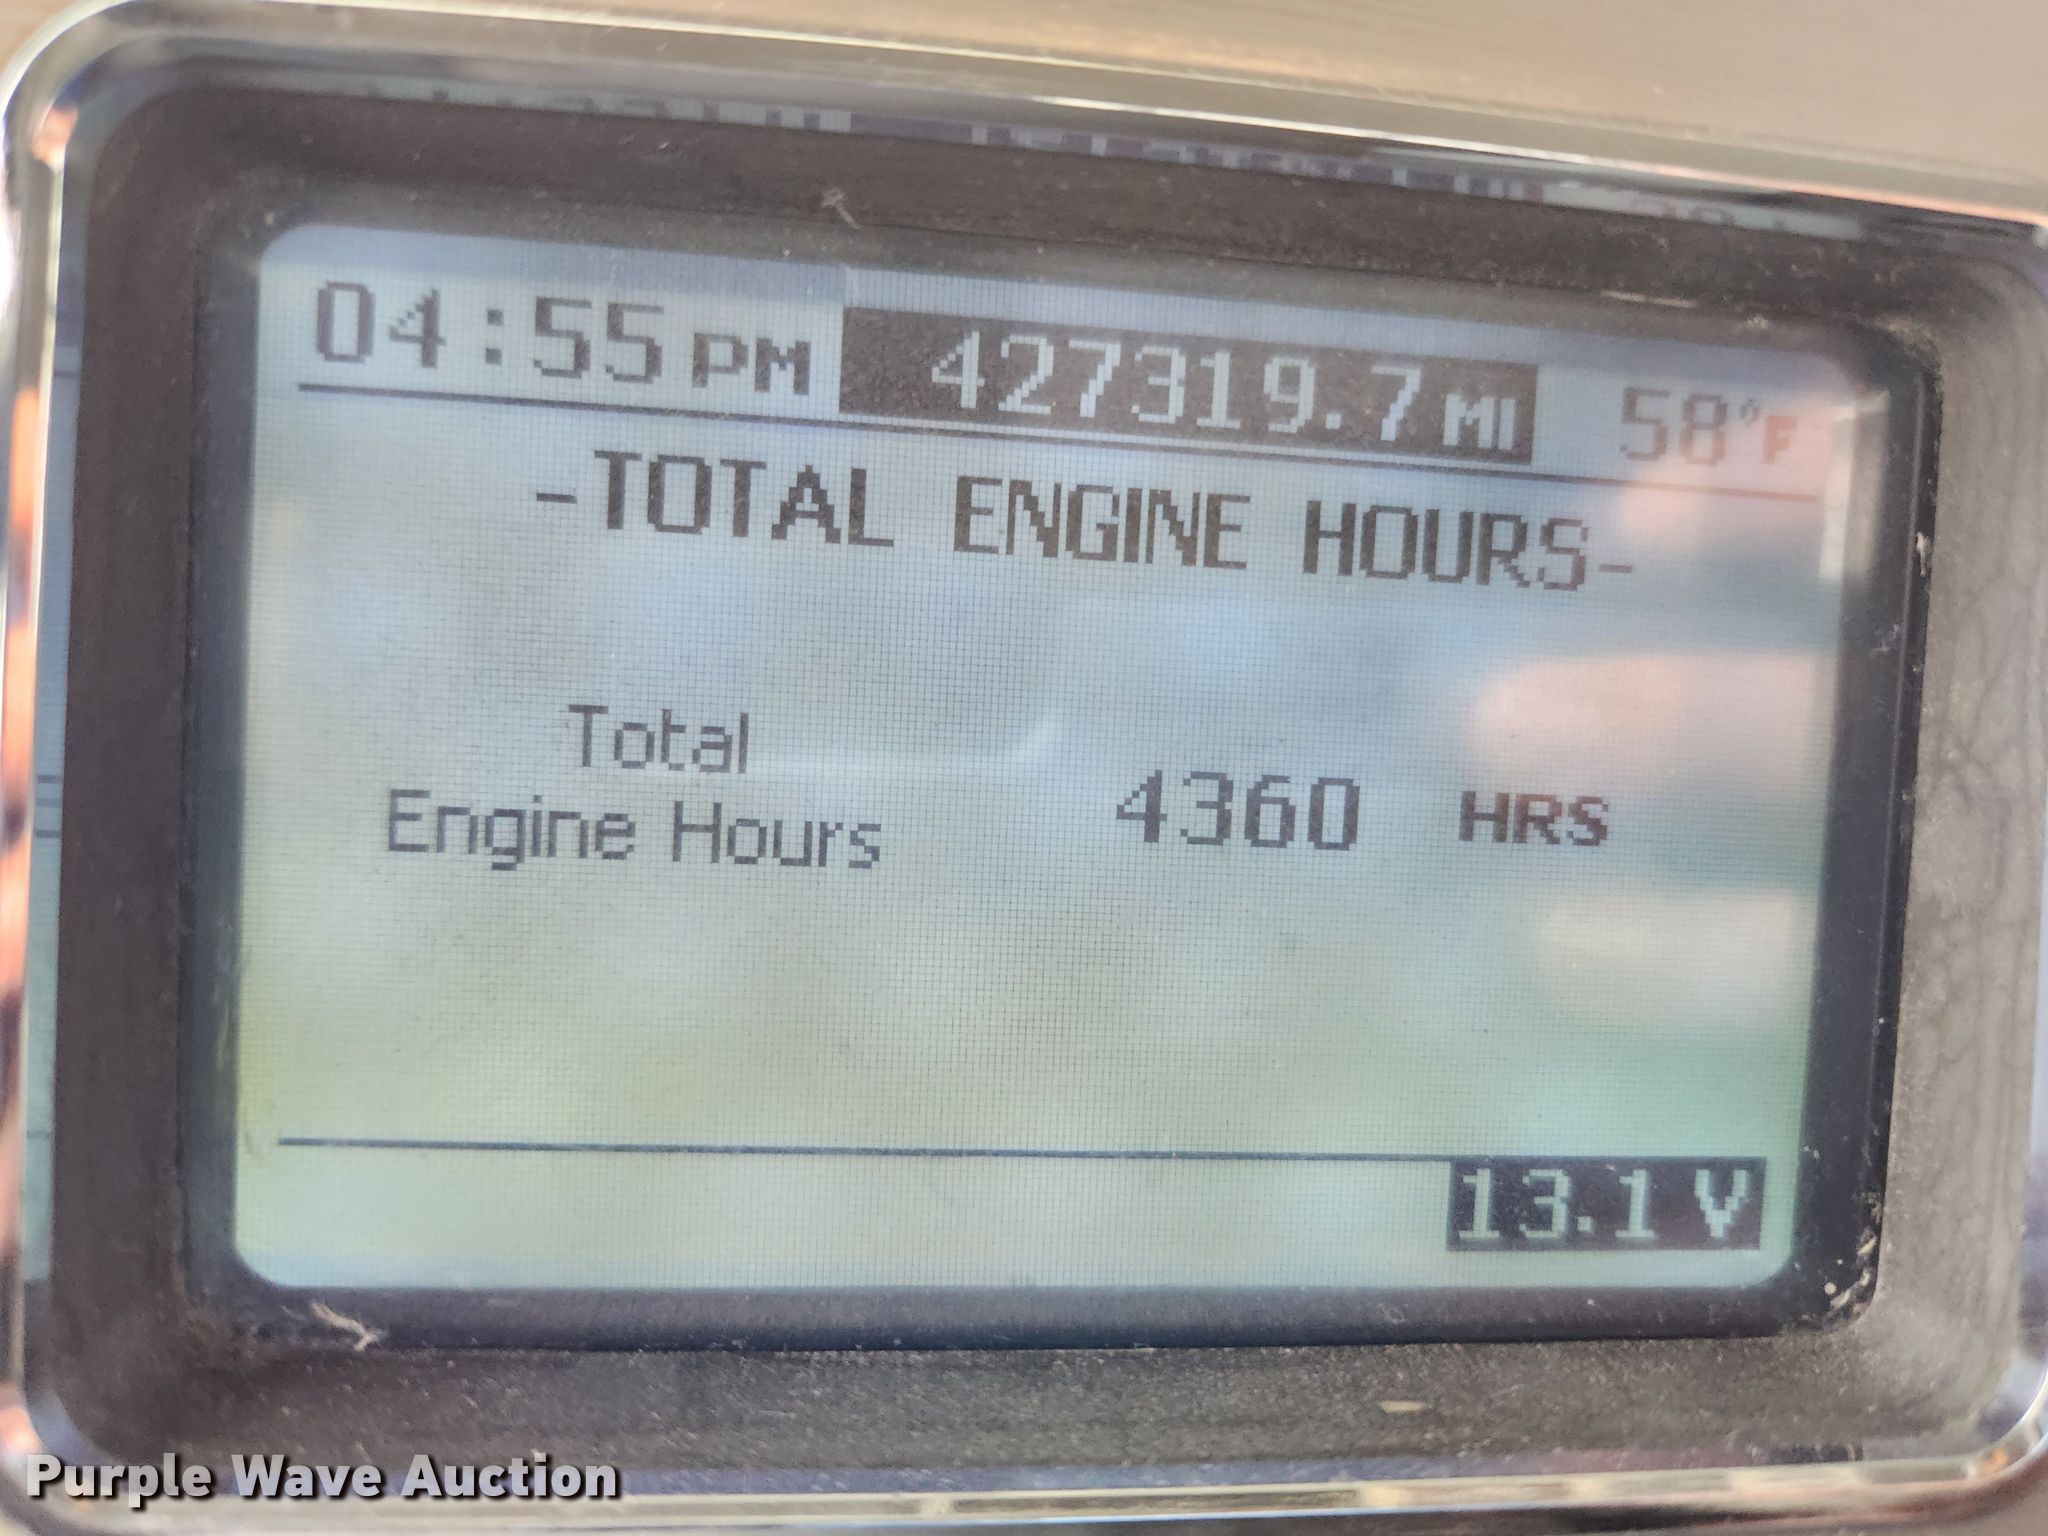 04:55 PM 427319.7 MI 58°F
-TOTAL ENGINE HOURS-
Total
Engine Hours 4360 HRS
13.1 V
Purple Wave Auction